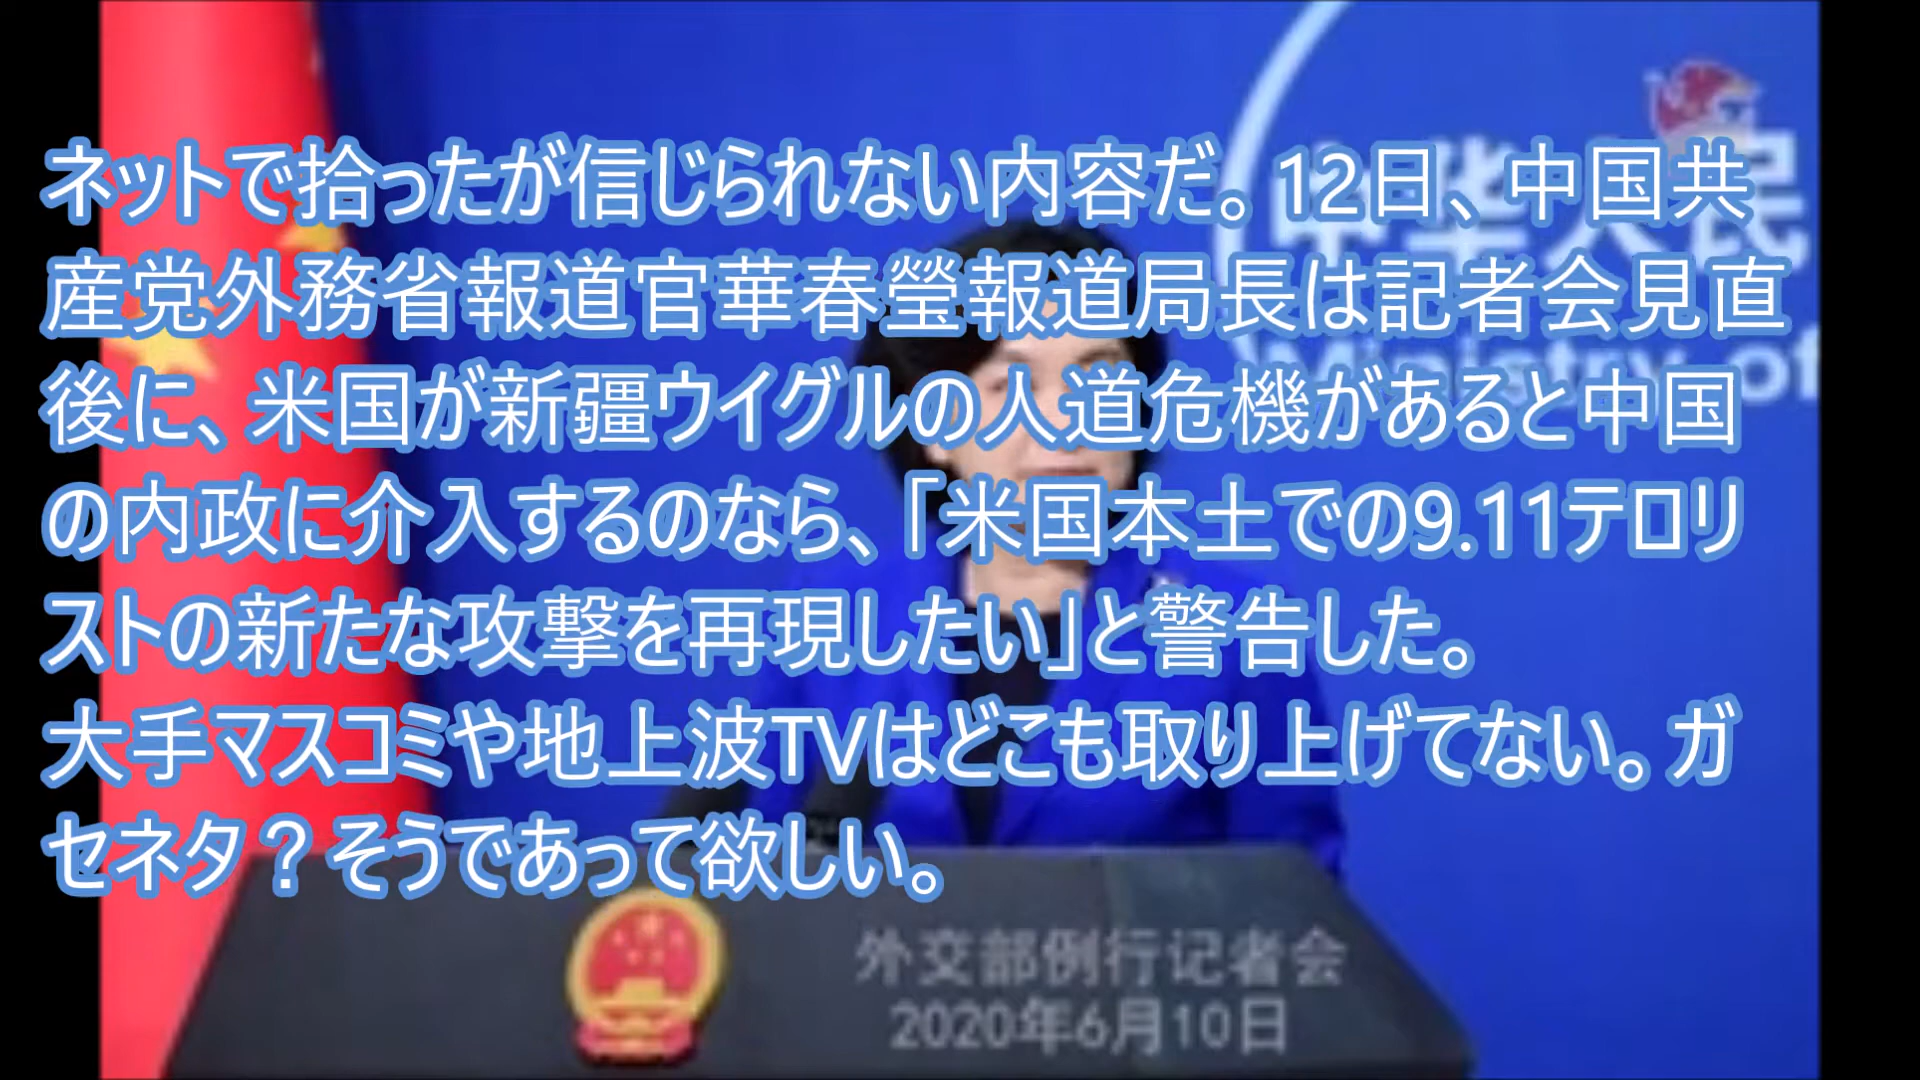 ネットで拾ったが信じられない内容だ。12日、中国共
産党外務省報道官華春瑩報道局長は記者会見直
後に、米国が新疆ウイグルの人道危機があると中国
の内政に介入するのなら、「米国本土での9.11テロリ
ストの新たな攻撃を再現したい」と警告した。
大手マスコミや地上波TVはどこも取り上げてない。ガ
セネタ？そうであって欲しい。
中华人民
Ministry of
外交部例行记者会
2020年6月10日